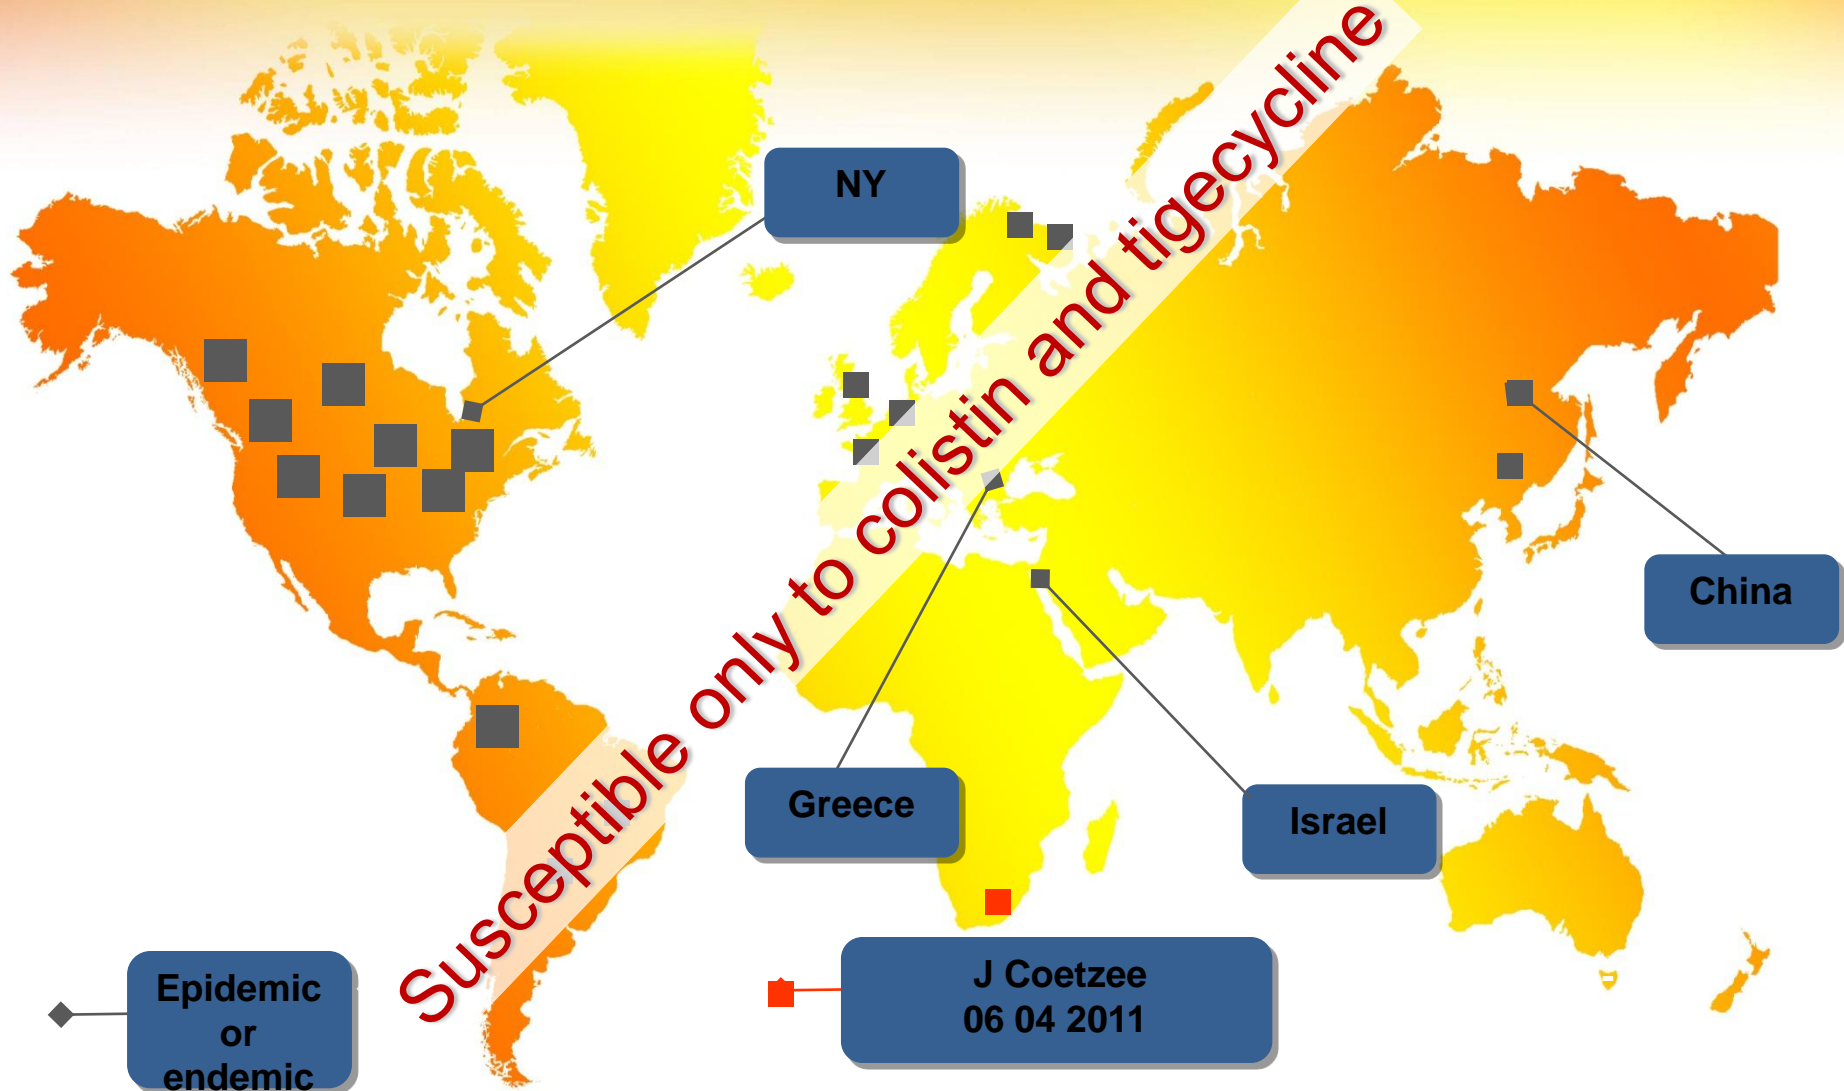 NY
Susceptible only to colistin and tigecycline
China
Greece
Israel
Epidemic
or
endemic
J Coetzee
06 04 2011